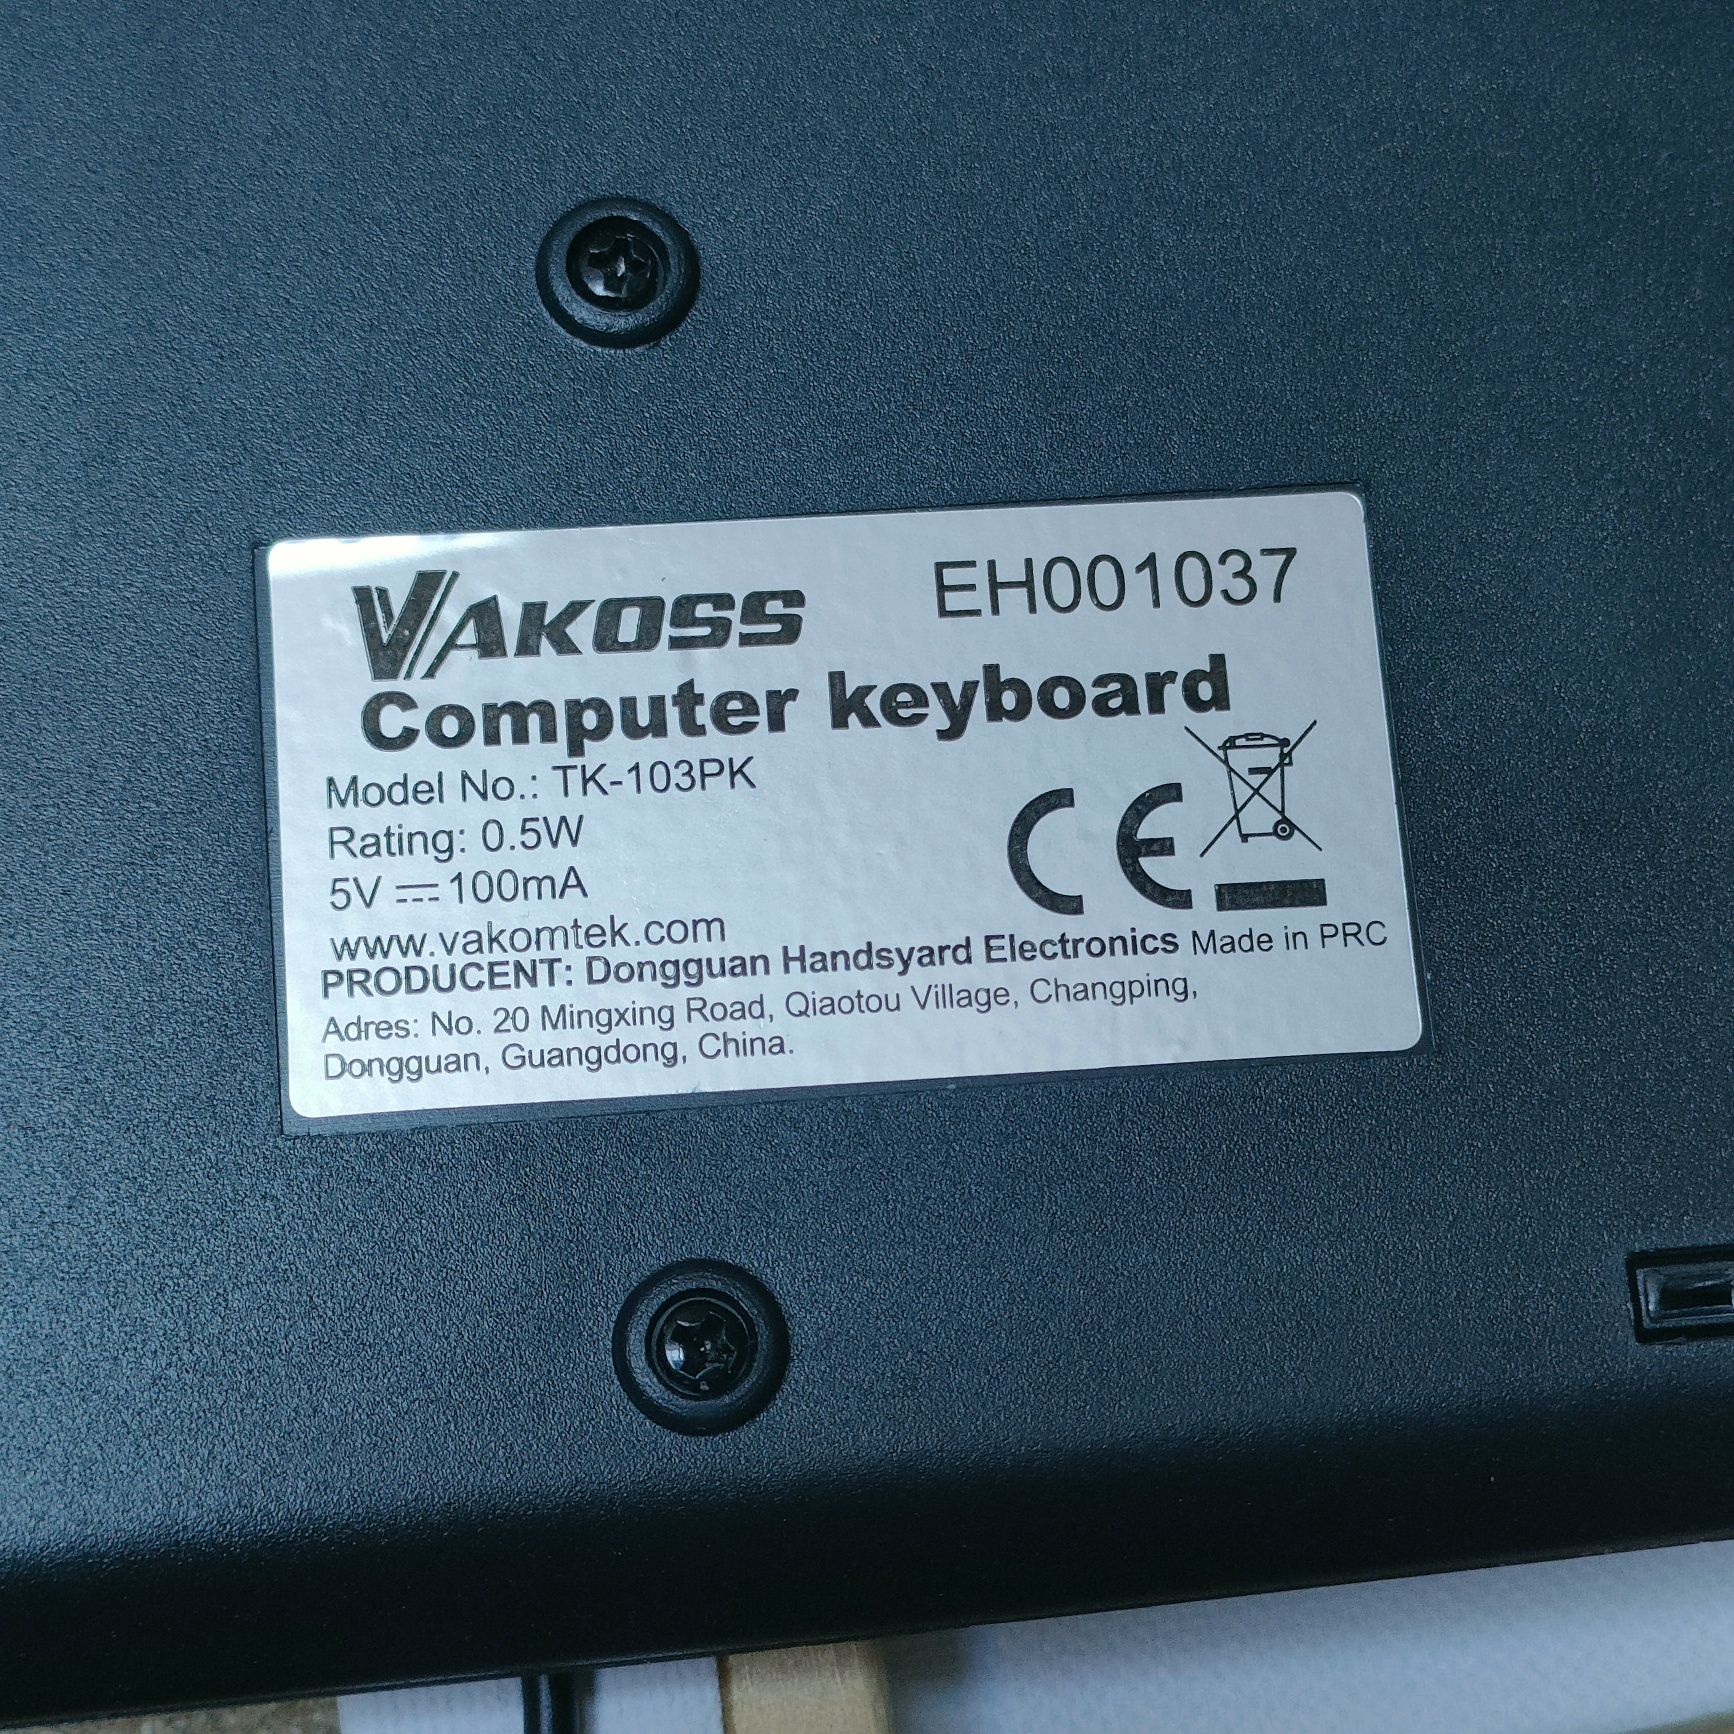 VAKOSS EH001037
Computer keyboard
Model No.: TK-103PK
Rating: 0.5W
5V ⎓ 100mA
CE
www.vakomtek.com
PRODUCENT: Dongguan Handsyard Electronics Made in PRC
Adres: No. 20 Mingxing Road, Qiaotou Village, Changping,
Dongguan, Guangdong, China.